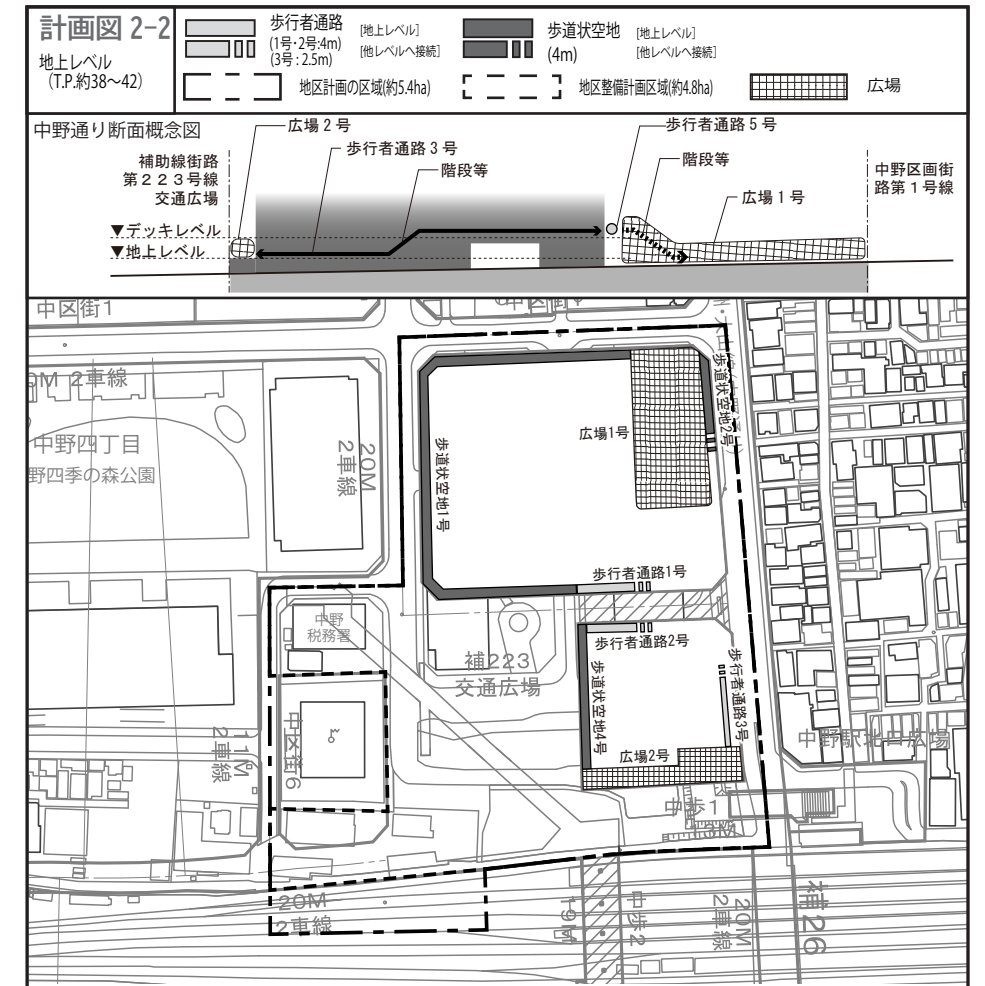 計画図 2-2
地上レベル
(T.P.約38～42)
歩行者通路
(1号・2号:4m)
(3号:2.5m)
[地上レベル]
[他レベルへ接続]
歩道状空地
(4m)
[地上レベル]
[他レベルへ接続]
地区計画の区域(約5.4ha)
地区整備計画区域(約4.8ha)
広場
中野通り断面概念図
広場２号
歩行者通路５号
補助線街路
第２２３号線
交通広場
歩行者通路３号
階段等
階段等
広場１号
中野区画街
路第１号線
▼デッキレベル
▼地上レベル
中区街1
2車線
中野四丁目
野四季の森公園
20M
2車線
歩道状空地1号
広場1号
歩道状空地2号
歩行者通路1号
中野
税務署
歩行者通路2号
補223
交通広場
歩道状空地4号
歩行者通路3号
広場2号
中区街6
11M
2車線
中野駅北口広場
中歩1
20M
2車線
19M
中歩2
20M
2車線
補26